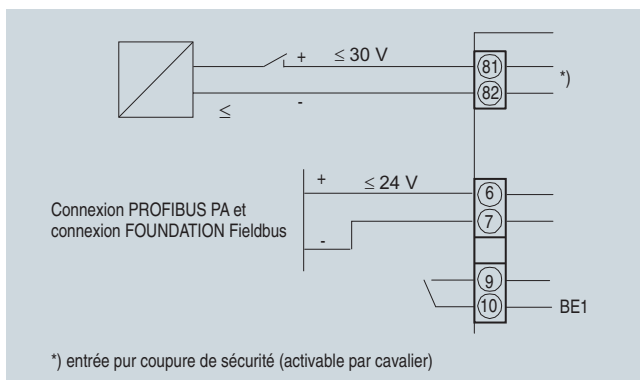 + ≤ 30 V
81
*)
82
≤ -
+ ≤ 24 V
6
Connexion PROFIBUS PA et
connexion FOUNDATION Fieldbus
7
-
9
10 BE1
*) entrée pur coupure de sécurité (activable par cavalier)